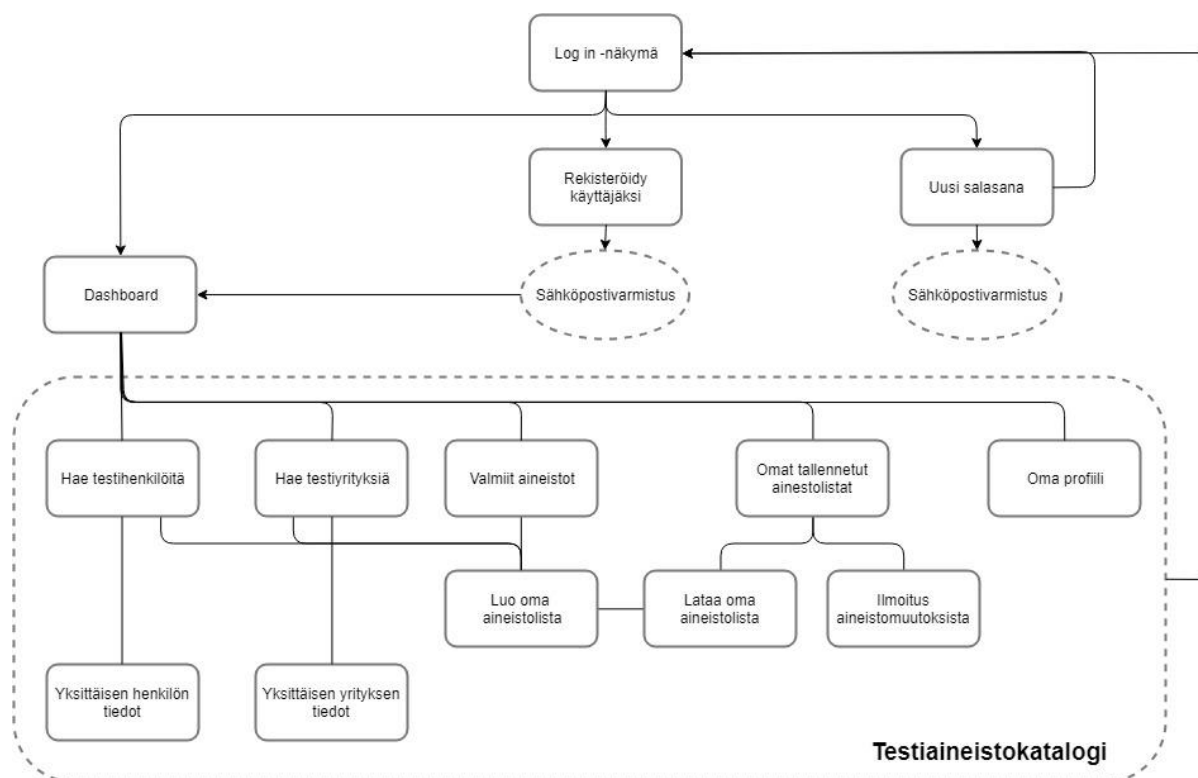 Log in -näkymä
Rekisteröidy
käyttäjäksi
Uusi salasana
Dashboard
Sähköpostivarmistus
Sähköpostivarmistus
Hae testihenkilöitä
Hae testiyrityksiä
Valmiit aineistot
Omat tallennetut
ainestolistat
Oma profiili
Luo oma
aineistolista
Lataa oma
aineistolista
Ilmoitus
aineistomuutoksista
Yksittäisen henkilön
tiedot
Yksittäisen yrityksen
tiedot
Testiaineistokatalogi